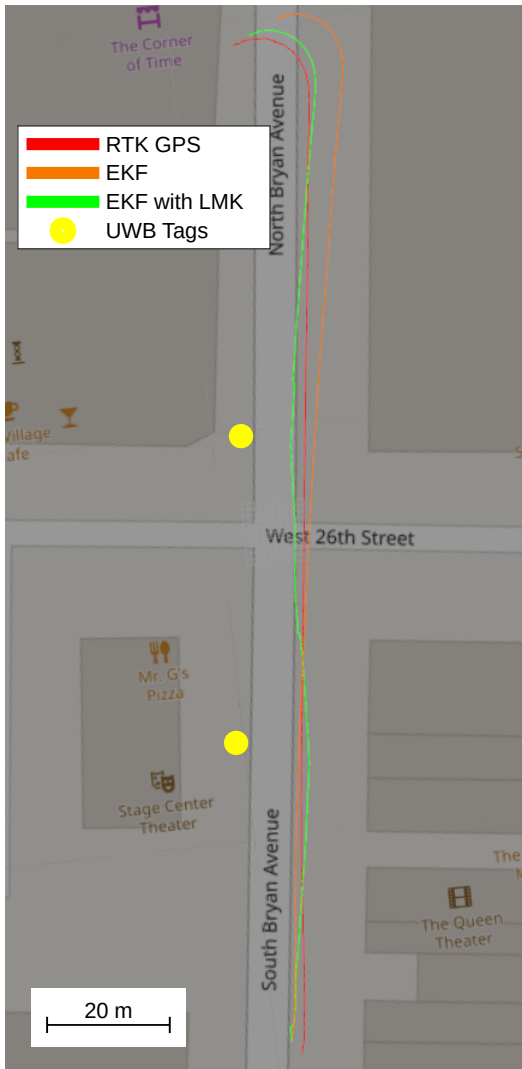 The Corner
of Time
RTK GPS
EKF
EKF with LMK
UWB Tags
North Bryan Avenue
Village
afe
S
West 26th Street
Mr. G's
Pizza
Stage Center
Theater
South Bryan Avenue
The
M
The Queen
Theater
20 m